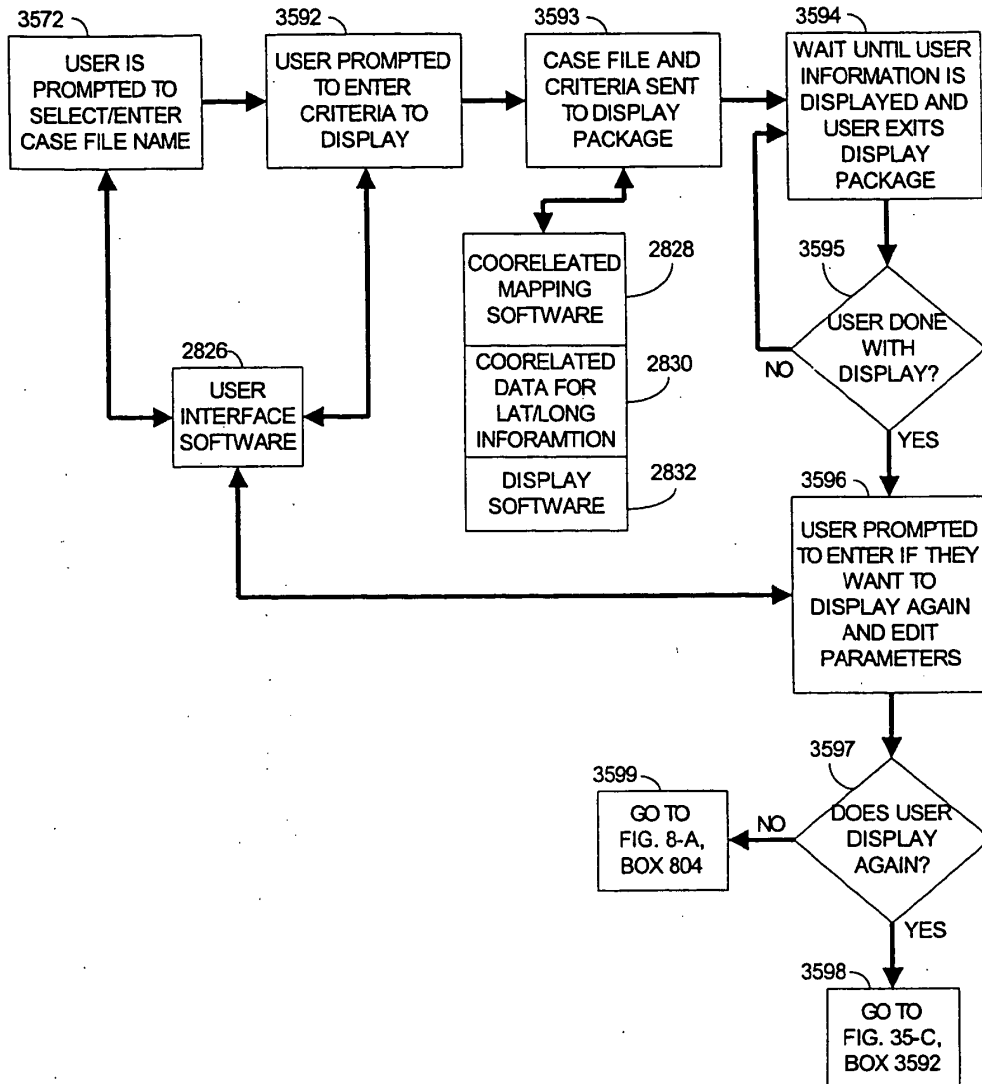 3572
USER IS
PROMPTED TO
SELECT/ENTER
CASE FILE NAME
3592
USER PROMPTED
TO ENTER
CRITERIA TO
DISPLAY
3593
CASE FILE AND
CRITERIA SENT
TO DISPLAY
PACKAGE
3594
WAIT UNTIL USER
INFORMATION IS
DISPLAYED AND
USER EXITS
DISPLAY
PACKAGE
2826
USER
INTERFACE
SOFTWARE
COORELEATED
MAPPING
SOFTWARE
2828
COORELATED
DATA FOR
LAT/LONG
INFORAMTION
2830
DISPLAY
SOFTWARE
2832
3595
USER DONE
WITH
DISPLAY?
NO
YES
3596
USER PROMPTED
TO ENTER IF THEY
WANT TO
DISPLAY AGAIN
AND EDIT
PARAMETERS
3597
DOES USER
DISPLAY
AGAIN?
NO
YES
3599
GO TO
FIG. 8-A,
BOX 804
3598
GO TO
FIG. 35-C,
BOX 3592